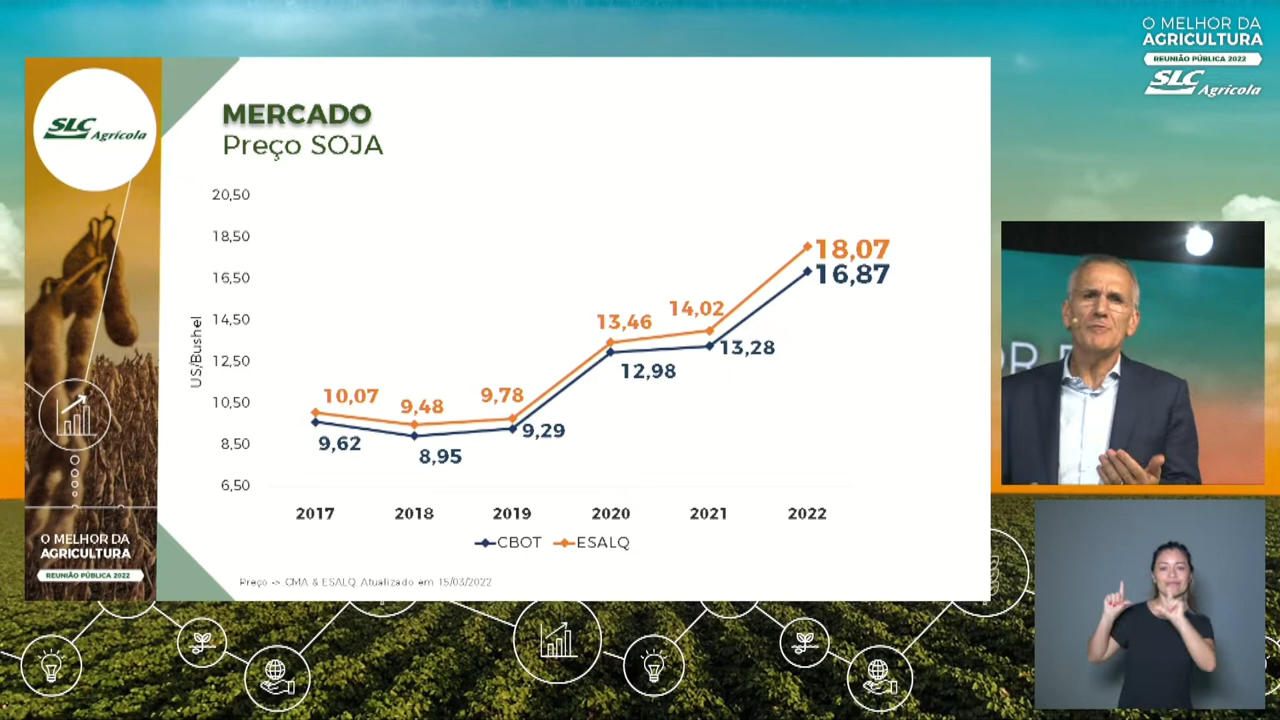 O MELHOR DA
AGRICULTURA
REUNIÃO PÚBLICA 2022
SLC
Agrícola
SLC
Agrícola
MERCADO
Preço SOJA
20,50
18,50
16,50
14,50
12,50
10,50
8,50
6,50
US/Bushel
18,07
16,87
14,02
13,46
13,28
12,98
10,07
9,78
9,48
9,29
9,62
8,95
2017 2018 2019 2020 2021 2022
CBOT ESALQ
Preço -> CMA & ESALQ. Atualizado em 15/03/2022
O MELHOR DA
AGRICULTURA
REUNIÃO PÚBLICA 2022